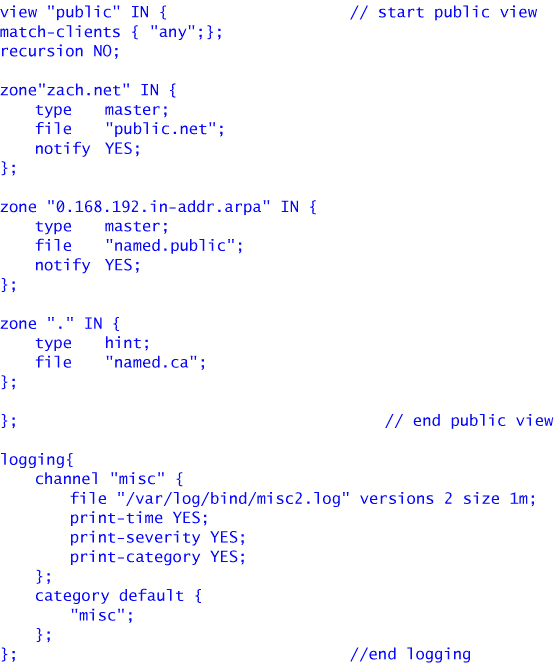 view "public" IN {                    // start public view
match-clients { "any";};
recursion NO;

zone"zach.net" IN {
    type    master;
    file    "public.net";
    notify  YES;
};

zone "0.168.192.in-addr.arpa" IN {
    type    master;
    file    "named.public";
    notify  YES;
};

zone "." IN {
    type    hint;
    file    "named.ca";
};

};                                        // end public view

logging{
    channel "misc" {
        file "/var/log/bind/misc2.log" versions 2 size 1m;
        print-time YES;
        print-severity YES;
        print-category YES;
    };
    category default {
        "misc";
    };
};                                    //end logging